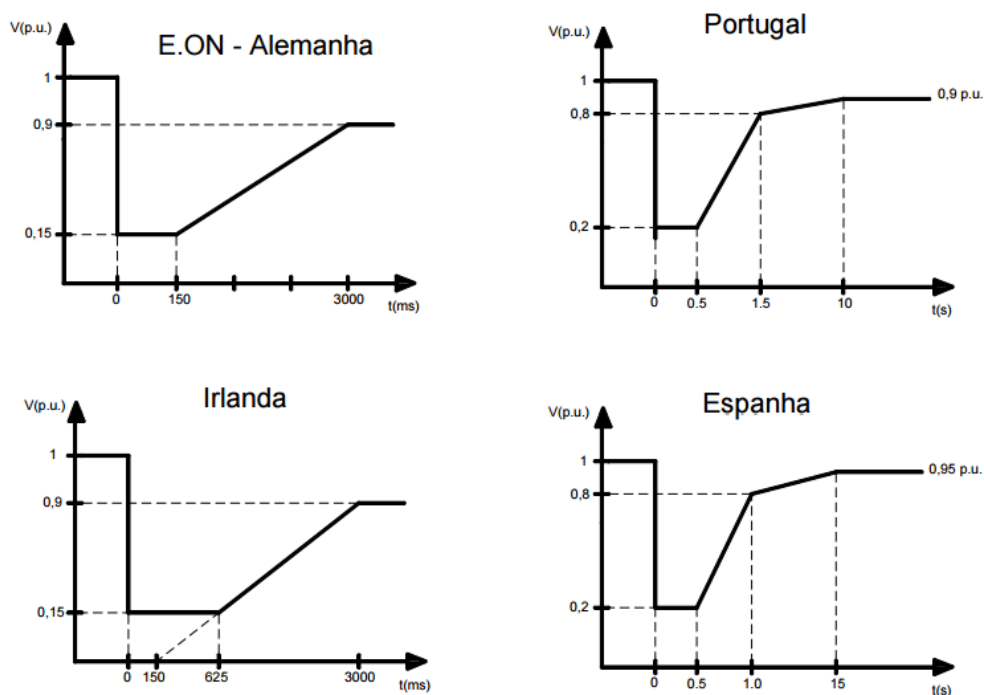 E.ON - Alemanha
V(p.u.)
1
0,9
0,15
0 150 3000
t(ms)
Portugal
V(p.u.)
1
0,9 p.u.
0,8
0,2
0 0.5 1.5 10
t(s)
Irlanda
V(p.u.)
1
0,9
0,15
0 150 625 3000
t(ms)
Espanha
V(p.u.)
1
0,95 p.u.
0,8
0,2
0 0.5 1.0 15
t(s)